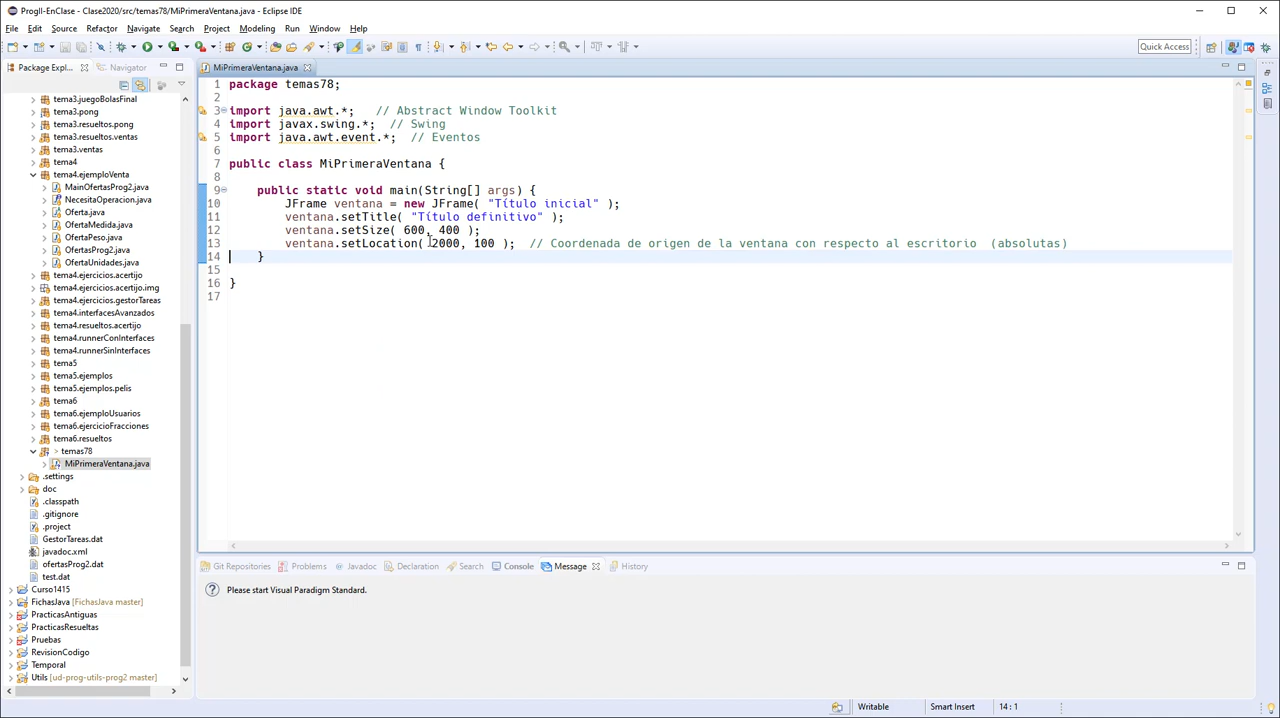 ProgII-EnClase - Clase2020/src/temas78/MiPrimeraVentana.java - Eclipse IDE
File Edit Source Refactor Navigate Search Project Modeling Run Window Help
Quick Access
Package Expl... Navigator
tema3.juegoBolasFinal
tema3.pong
tema3.resueltos.pong
tema3.resueltos.ventas
tema3.ventas
tema4
tema4.ejemploVenta
MainOfertasProg2.java
NecesitaOperacion.java
Oferta.java
OfertaMedida.java
OfertaPeso.java
OfertasProg2.java
OfertaUnidades.java
tema4.ejercicios.acertijo
tema4.ejercicios.acertijo.img
tema4.ejercicios.gestorTareas
tema4.interfacesAvanzados
tema4.resueltos.acertijo
tema4.runnerConInterfaces
tema4.runnerSinInterfaces
tema5
tema5.ejemplos
tema5.ejemplos.pelis
tema6
tema6.ejemploUsuarios
tema6.ejercicioFracciones
tema6.resueltos
> temas78
MiPrimeraVentana.java
.settings
doc
.classpath
.gitignore
.project
GestorTareas.dat
javadoc.xml
ofertasProg2.dat
test.dat
Curso1415
FichasJava [FichasJava master]
PracticasAntiguas
PracticasResueltas
Pruebas
RevisionCodigo
Temporal
Utils [ud-prog-utils-prog2 master]
MiPrimeraVentana.java
1 package temas78;
2
3 import java.awt.*; // Abstract Window Toolkit
4 import javax.swing.*; // Swing
5 import java.awt.event.*; // Eventos
6
7 public class MiPrimeraVentana {
8
9 public static void main(String[] args) {
10 JFrame ventana = new JFrame( "Título inicial" );
11 ventana.setTitle( "Título definitivo" );
12 ventana.setSize( 600, 400 );
13 ventana.setLocation( 2000, 100 ); // Coordenada de origen de la ventana con respecto al escritorio (absolutas)
14 }
15
16 }
17
Git Repositories Problems Javadoc Declaration Search Console Message History
Please start Visual Paradigm Standard.
Writable Smart Insert 14 : 1